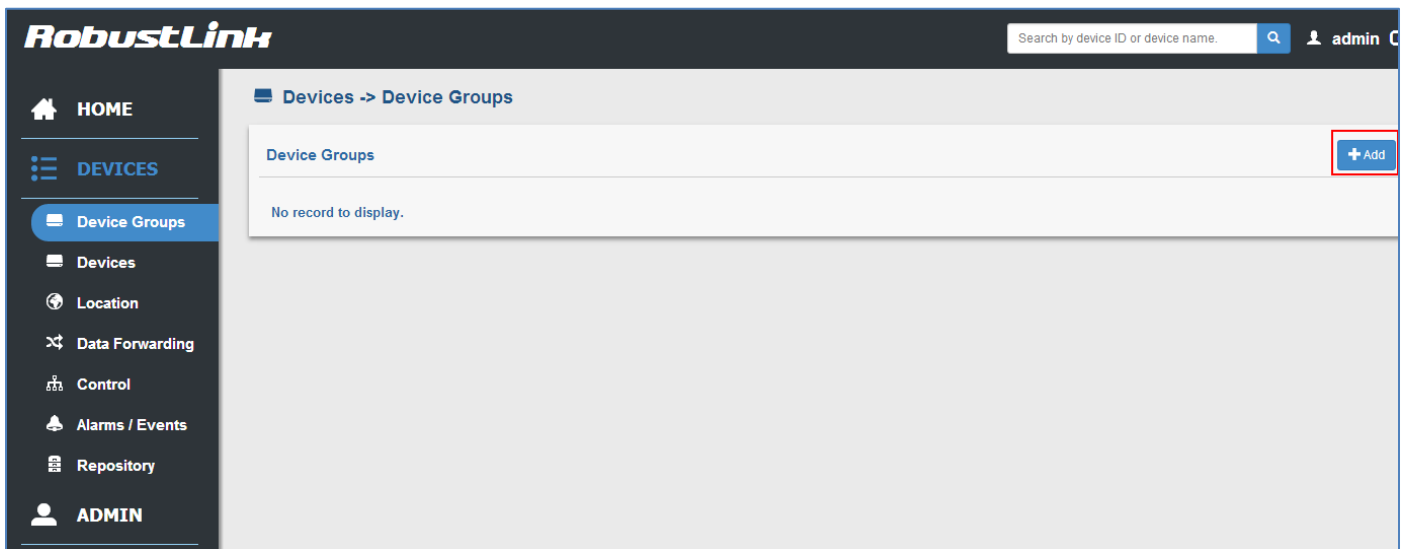 RobustLink
Search by device ID or device name.
admin
HOME
DEVICES
Device Groups
Devices
Location
Data Forwarding
Control
Alarms / Events
Repository
ADMIN
Devices -> Device Groups
Device Groups
Add
No record to display.